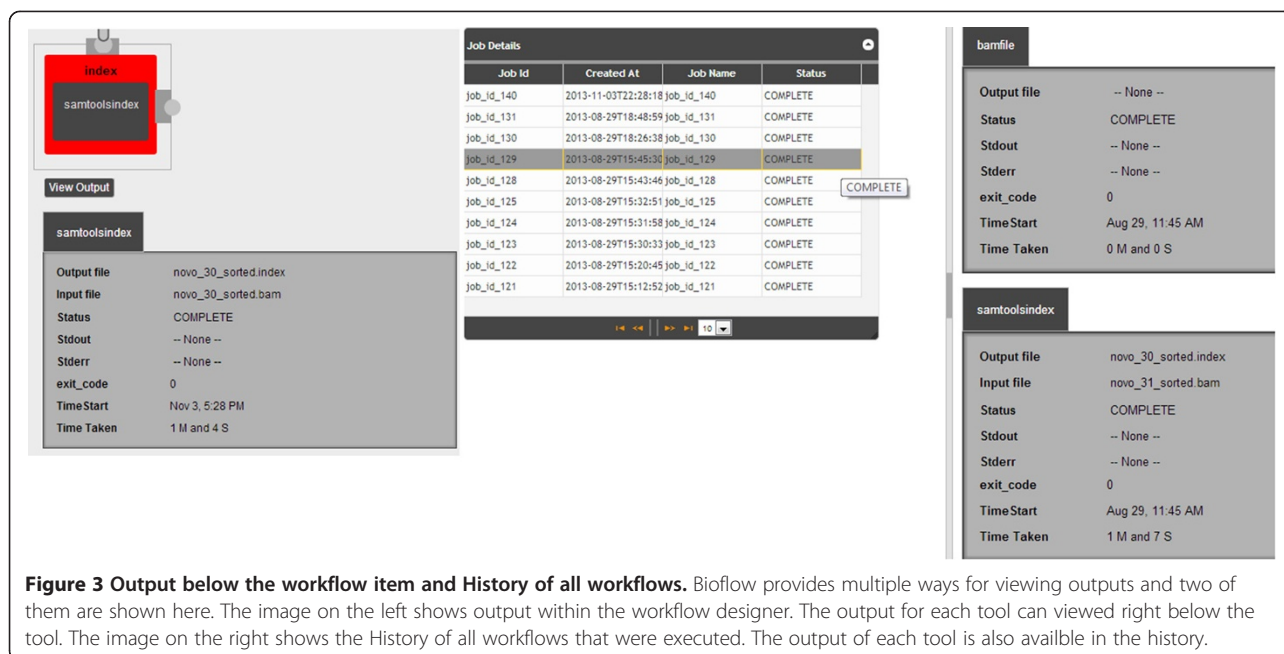 index
samtoolsindex
View Output
samtoolsindex
Output file novo_30_sorted.index
Input file novo_30_sorted.bam
Status COMPLETE
Stdout -- None --
Stderr -- None --
exit_code 0
TimeStart Nov 3, 5:28 PM
Time Taken 1 M and 4 S
Job Details
Job Id Created At Job Name Status
job_id_140 2013-11-03T22:28:18 job_id_140 COMPLETE
job_id_131 2013-08-29T18:48:59 job_id_131 COMPLETE
job_id_130 2013-08-29T18:26:38 job_id_130 COMPLETE
job_id_129 2013-08-29T15:45:30 job_id_129 COMPLETE
job_id_128 2013-08-29T15:43:46 job_id_128 COMPLETE
COMPLETE
job_id_125 2013-08-29T15:32:51 job_id_125 COMPLETE
job_id_124 2013-08-29T15:31:58 job_id_124 COMPLETE
job_id_123 2013-08-29T15:30:33 job_id_123 COMPLETE
job_id_122 2013-08-29T15:20:45 job_id_122 COMPLETE
job_id_121 2013-08-29T15:12:52 job_id_121 COMPLETE
10
bamfile
Output file -- None --
Status COMPLETE
Stdout -- None --
Stderr -- None --
exit_code 0
TimeStart Aug 29, 11:45 AM
Time Taken 0 M and 0 S
samtoolsindex
Output file novo_30_sorted.index
Input file novo_31_sorted.bam
Status COMPLETE
Stdout -- None --
Stderr -- None --
exit_code 0
TimeStart Aug 29, 11:45 AM
Time Taken 1 M and 7 S
Figure 3 Output below the workflow item and History of all workflows. Bioflow provides multiple ways for viewing outputs and two of
them are shown here. The image on the left shows output within the workflow designer. The output for each tool can viewed right below the
tool. The image on the right shows the History of all workflows that were executed. The output of each tool is also availble in the history.